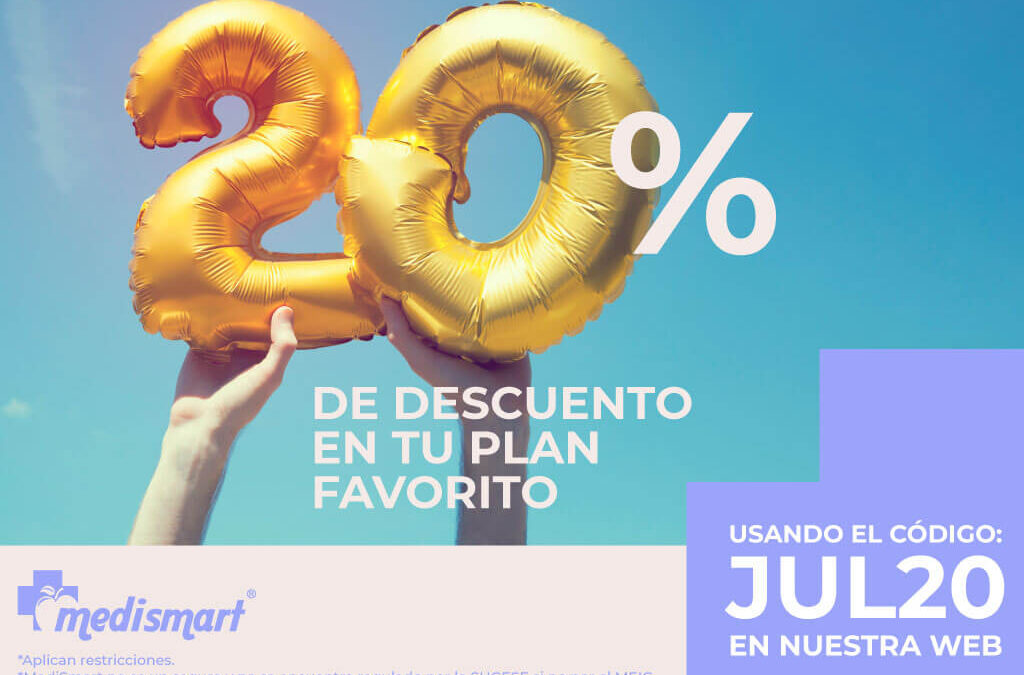 20%
DE DESCUENTO
EN TU PLAN
FAVORITO
USANDO EL CÓDIGO:
JUL20
EN NUESTRA WEB
medismart®
*Aplican restricciones.